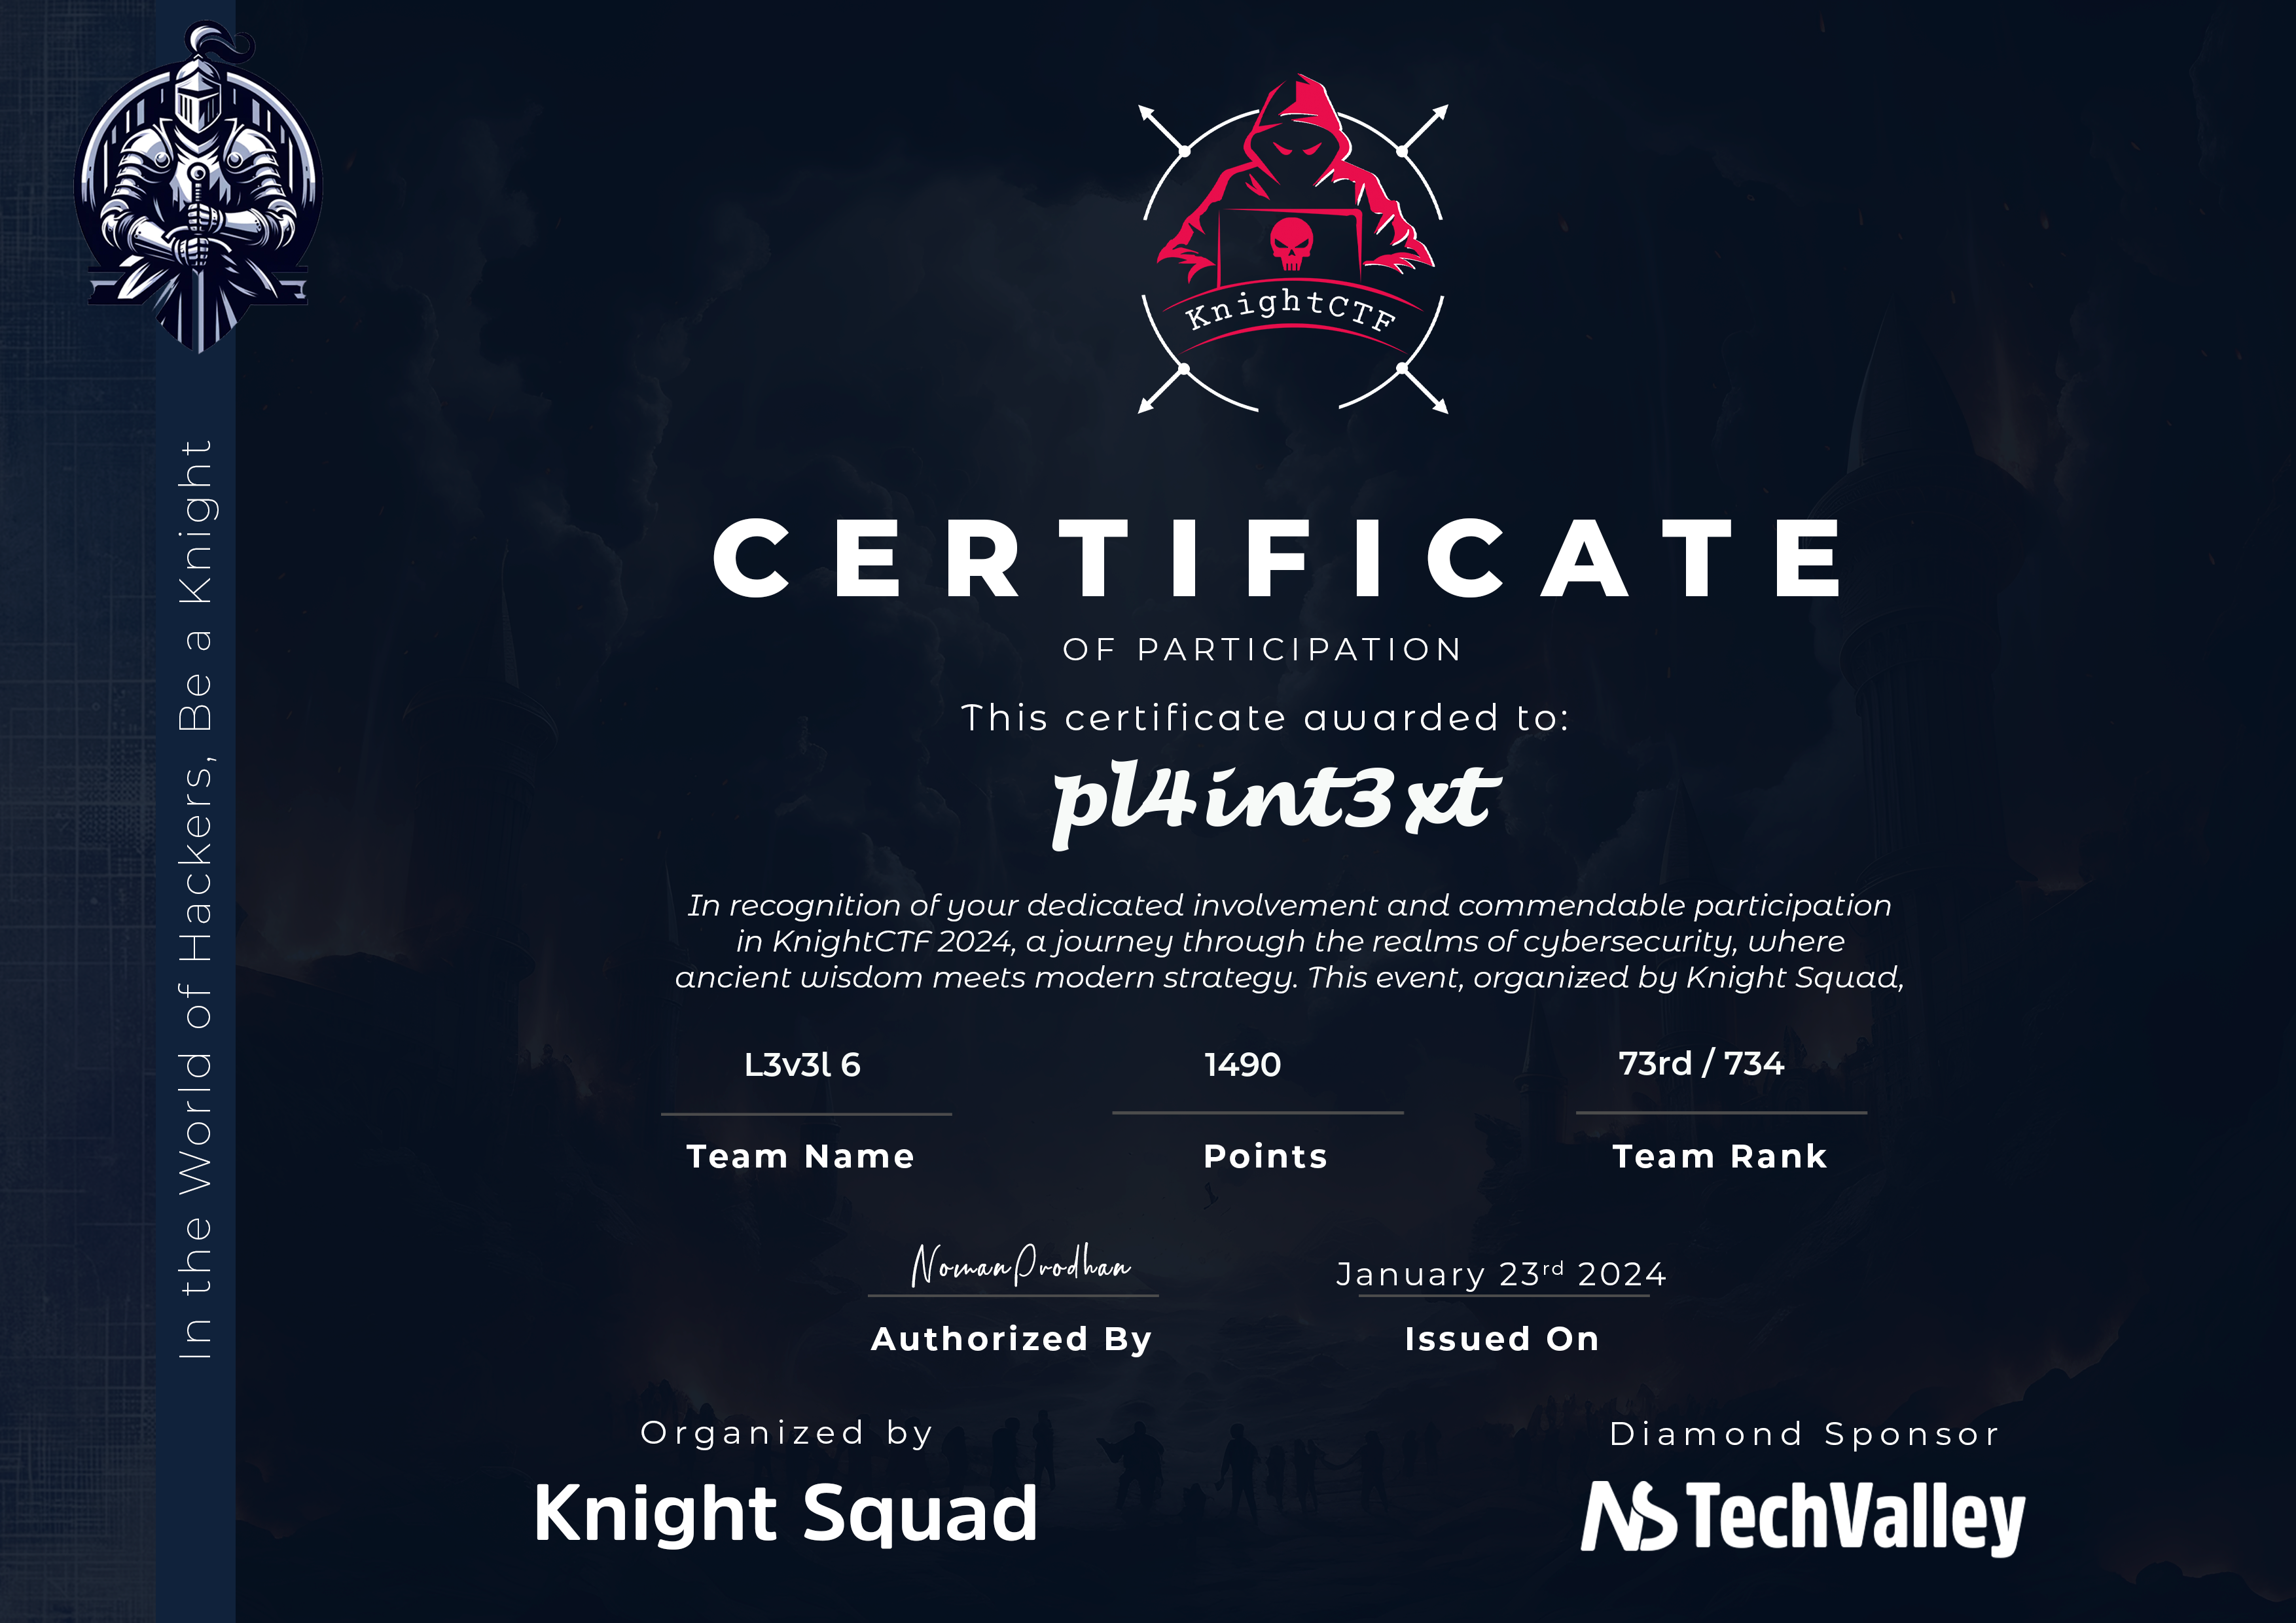 In the World of Hackers, Be a Knight
KnightCTF
CERTIFICATE
OF PARTICIPATION
This certificate awarded to:
pl4int3xt
In recognition of your dedicated involvement and commendable participation
in KnightCTF 2024, a journey through the realms of cybersecurity, where
ancient wisdom meets modern strategy. This event, organized by Knight Squad,
L3v3l 6
1490
73rd / 734
Team Name
Points
Team Rank
NomanProdhan
January 23rd 2024
Authorized By
Issued On
Organized by
Diamond Sponsor
Knight Squad
NS TechValley